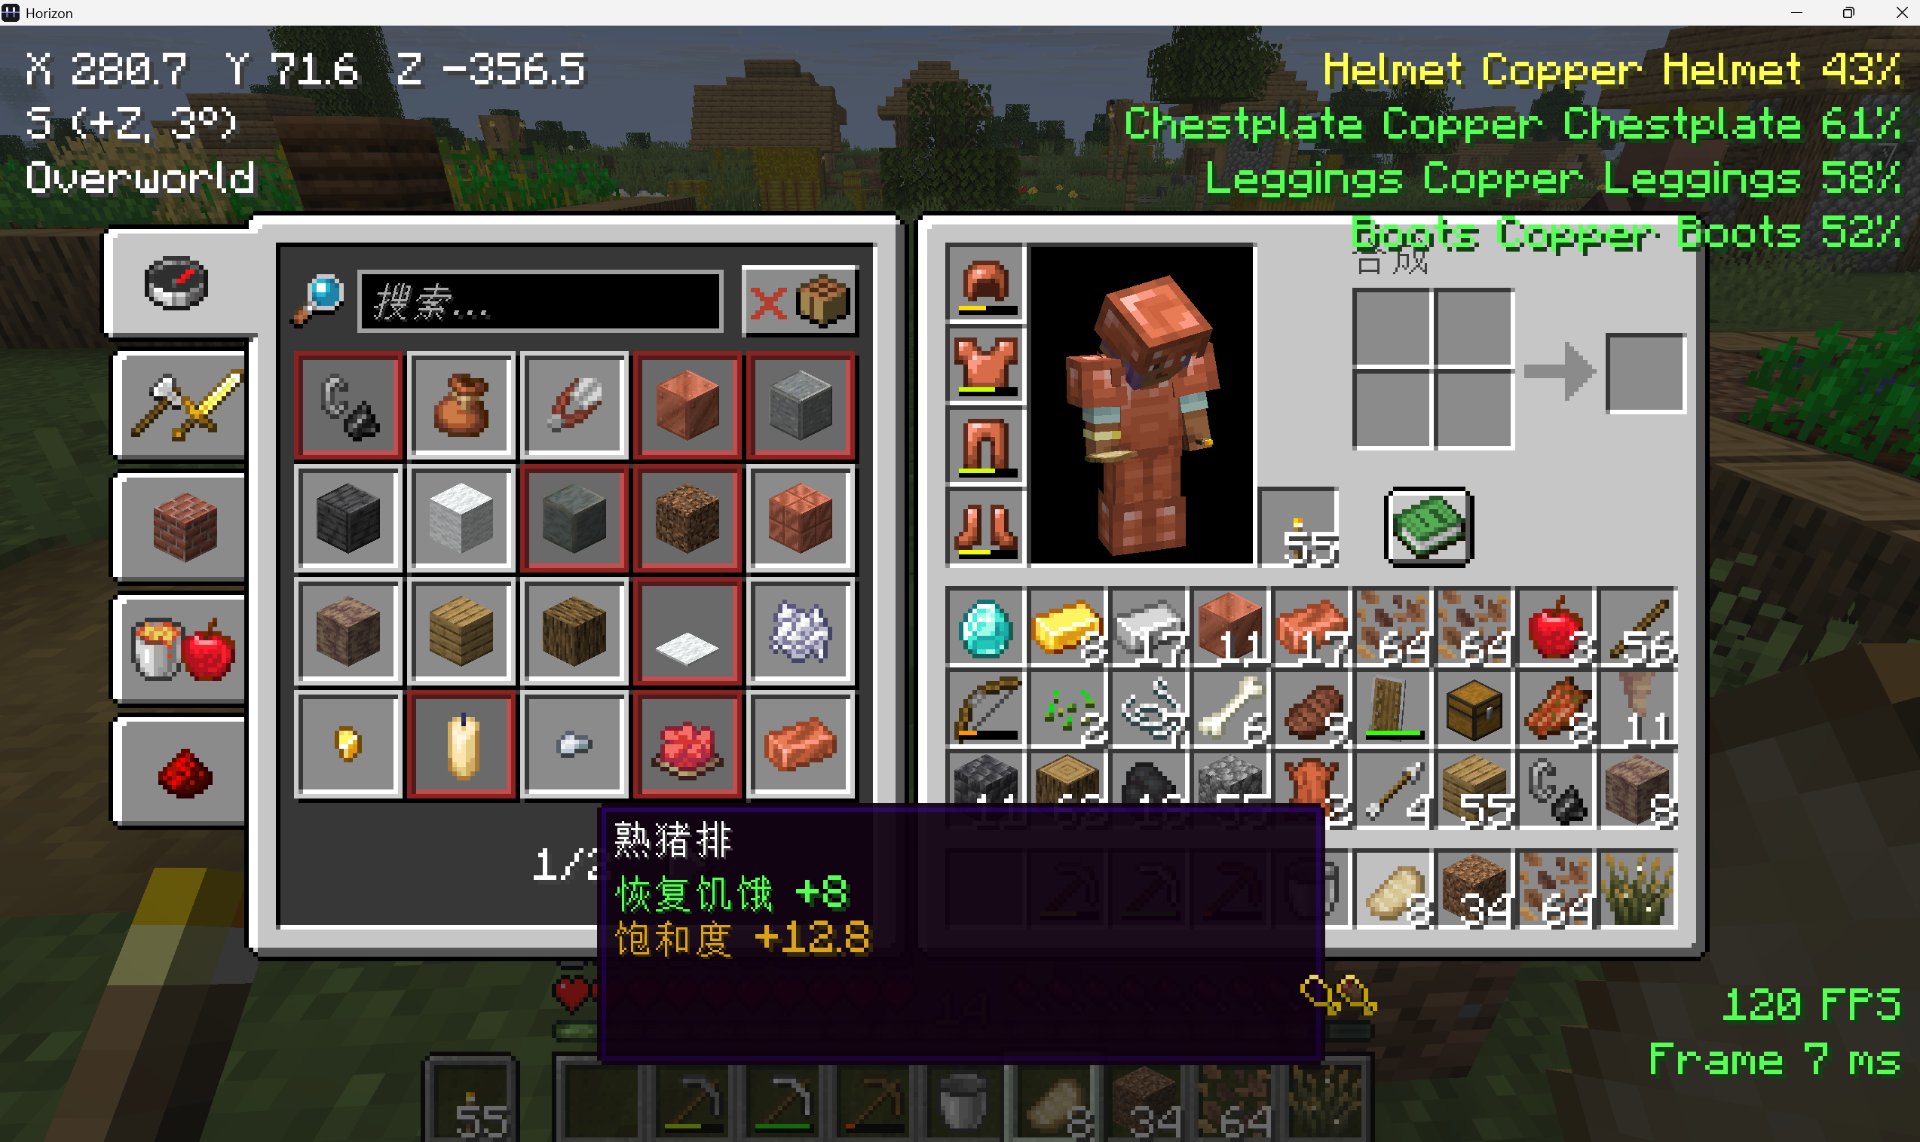 Horizon
X 280.7 Y 71.6 Z -356.5
S (+Z, 3°)
Overworld
Helmet Copper Helmet 43%
Chestplate Copper Chestplate 61%
Leggings Copper Leggings 58%
Boots Copper Boots 52%
搜索...
合成
55
8 17 11 17 64 64 3 56
2 7 6 3 8 11
4 55 8
8 34 64
1/2
熟猪排
恢复饥饿 +8
饱和度 +12.8
120 FPS
Frame 7 ms
55 8 34 64